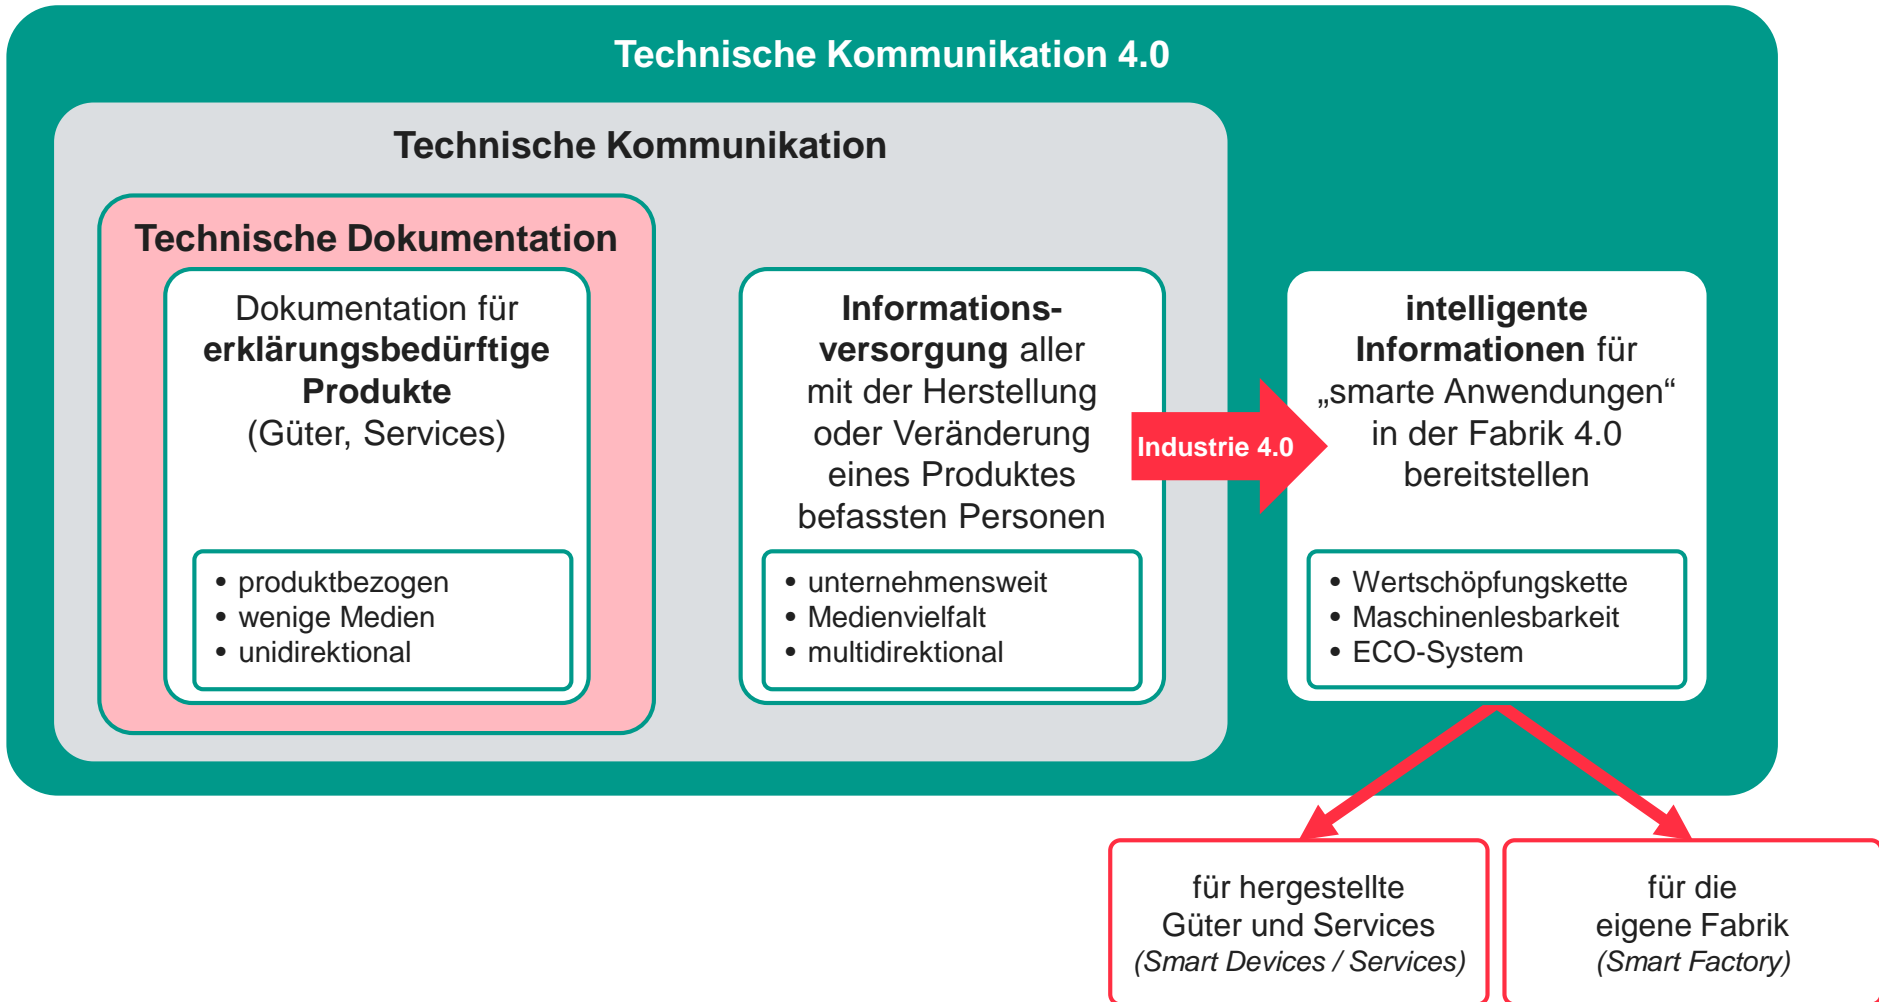 Technische Kommunikation 4.0
Technische Kommunikation
Technische Dokumentation
Dokumentation für
erklärungsbedürftige
Produkte
(Güter, Services)
• produktbezogen
• wenige Medien
• unidirektional
Informations-
versorgung aller
mit der Herstellung
oder Veränderung
eines Produktes
befassten Personen
• unternehmensweit
• Medienvielfalt
• multidirektional
Industrie 4.0
intelligente
Informationen für
„smarte Anwendungen“
in der Fabrik 4.0
bereitstellen
• Wertschöpfungskette
• Maschinenlesbarkeit
• ECO-System
für hergestellte
Güter und Services
(Smart Devices / Services)
für die
eigene Fabrik
(Smart Factory)